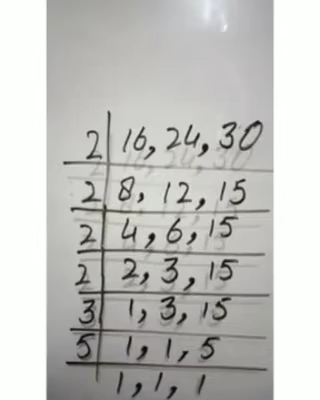 2 | 16, 24, 30
2 | 8, 12, 15
2 | 4, 6, 15
2 | 2, 3, 15
3 | 1, 3, 15
5 | 1, 1, 5
1, 1, 1